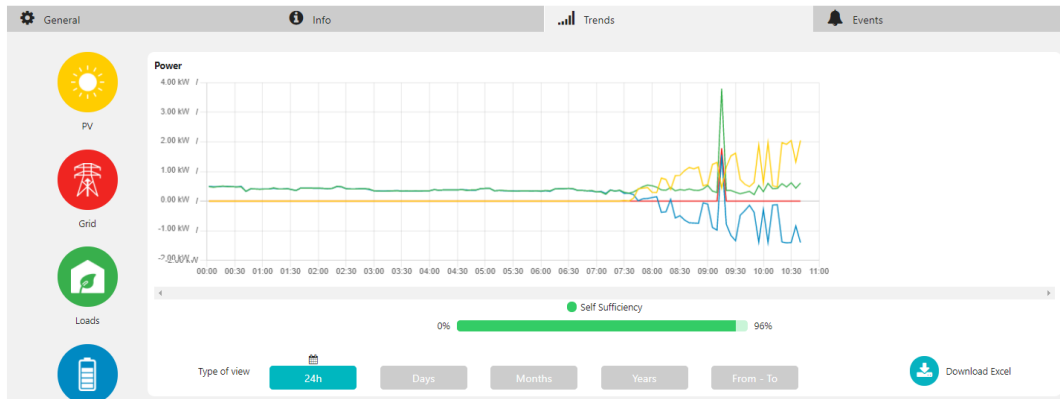 General Info Trends Events
Power
4.00 kW
3.00 kW
2.00 kW
1.00 kW
0.00 kW
-1.00 kW
-2.00 kW
00:00 00:30 01:00 01:30 02:00 02:30 03:00 03:30 04:00 04:30 05:00 05:30 06:00 06:30 07:00 07:30 08:00 08:30 09:00 09:30 10:00 10:30 11:00
PV
Grid
Loads
Self Sufficiency
0% 96%
Type of view 24h Days Months Years From - To Download Excel